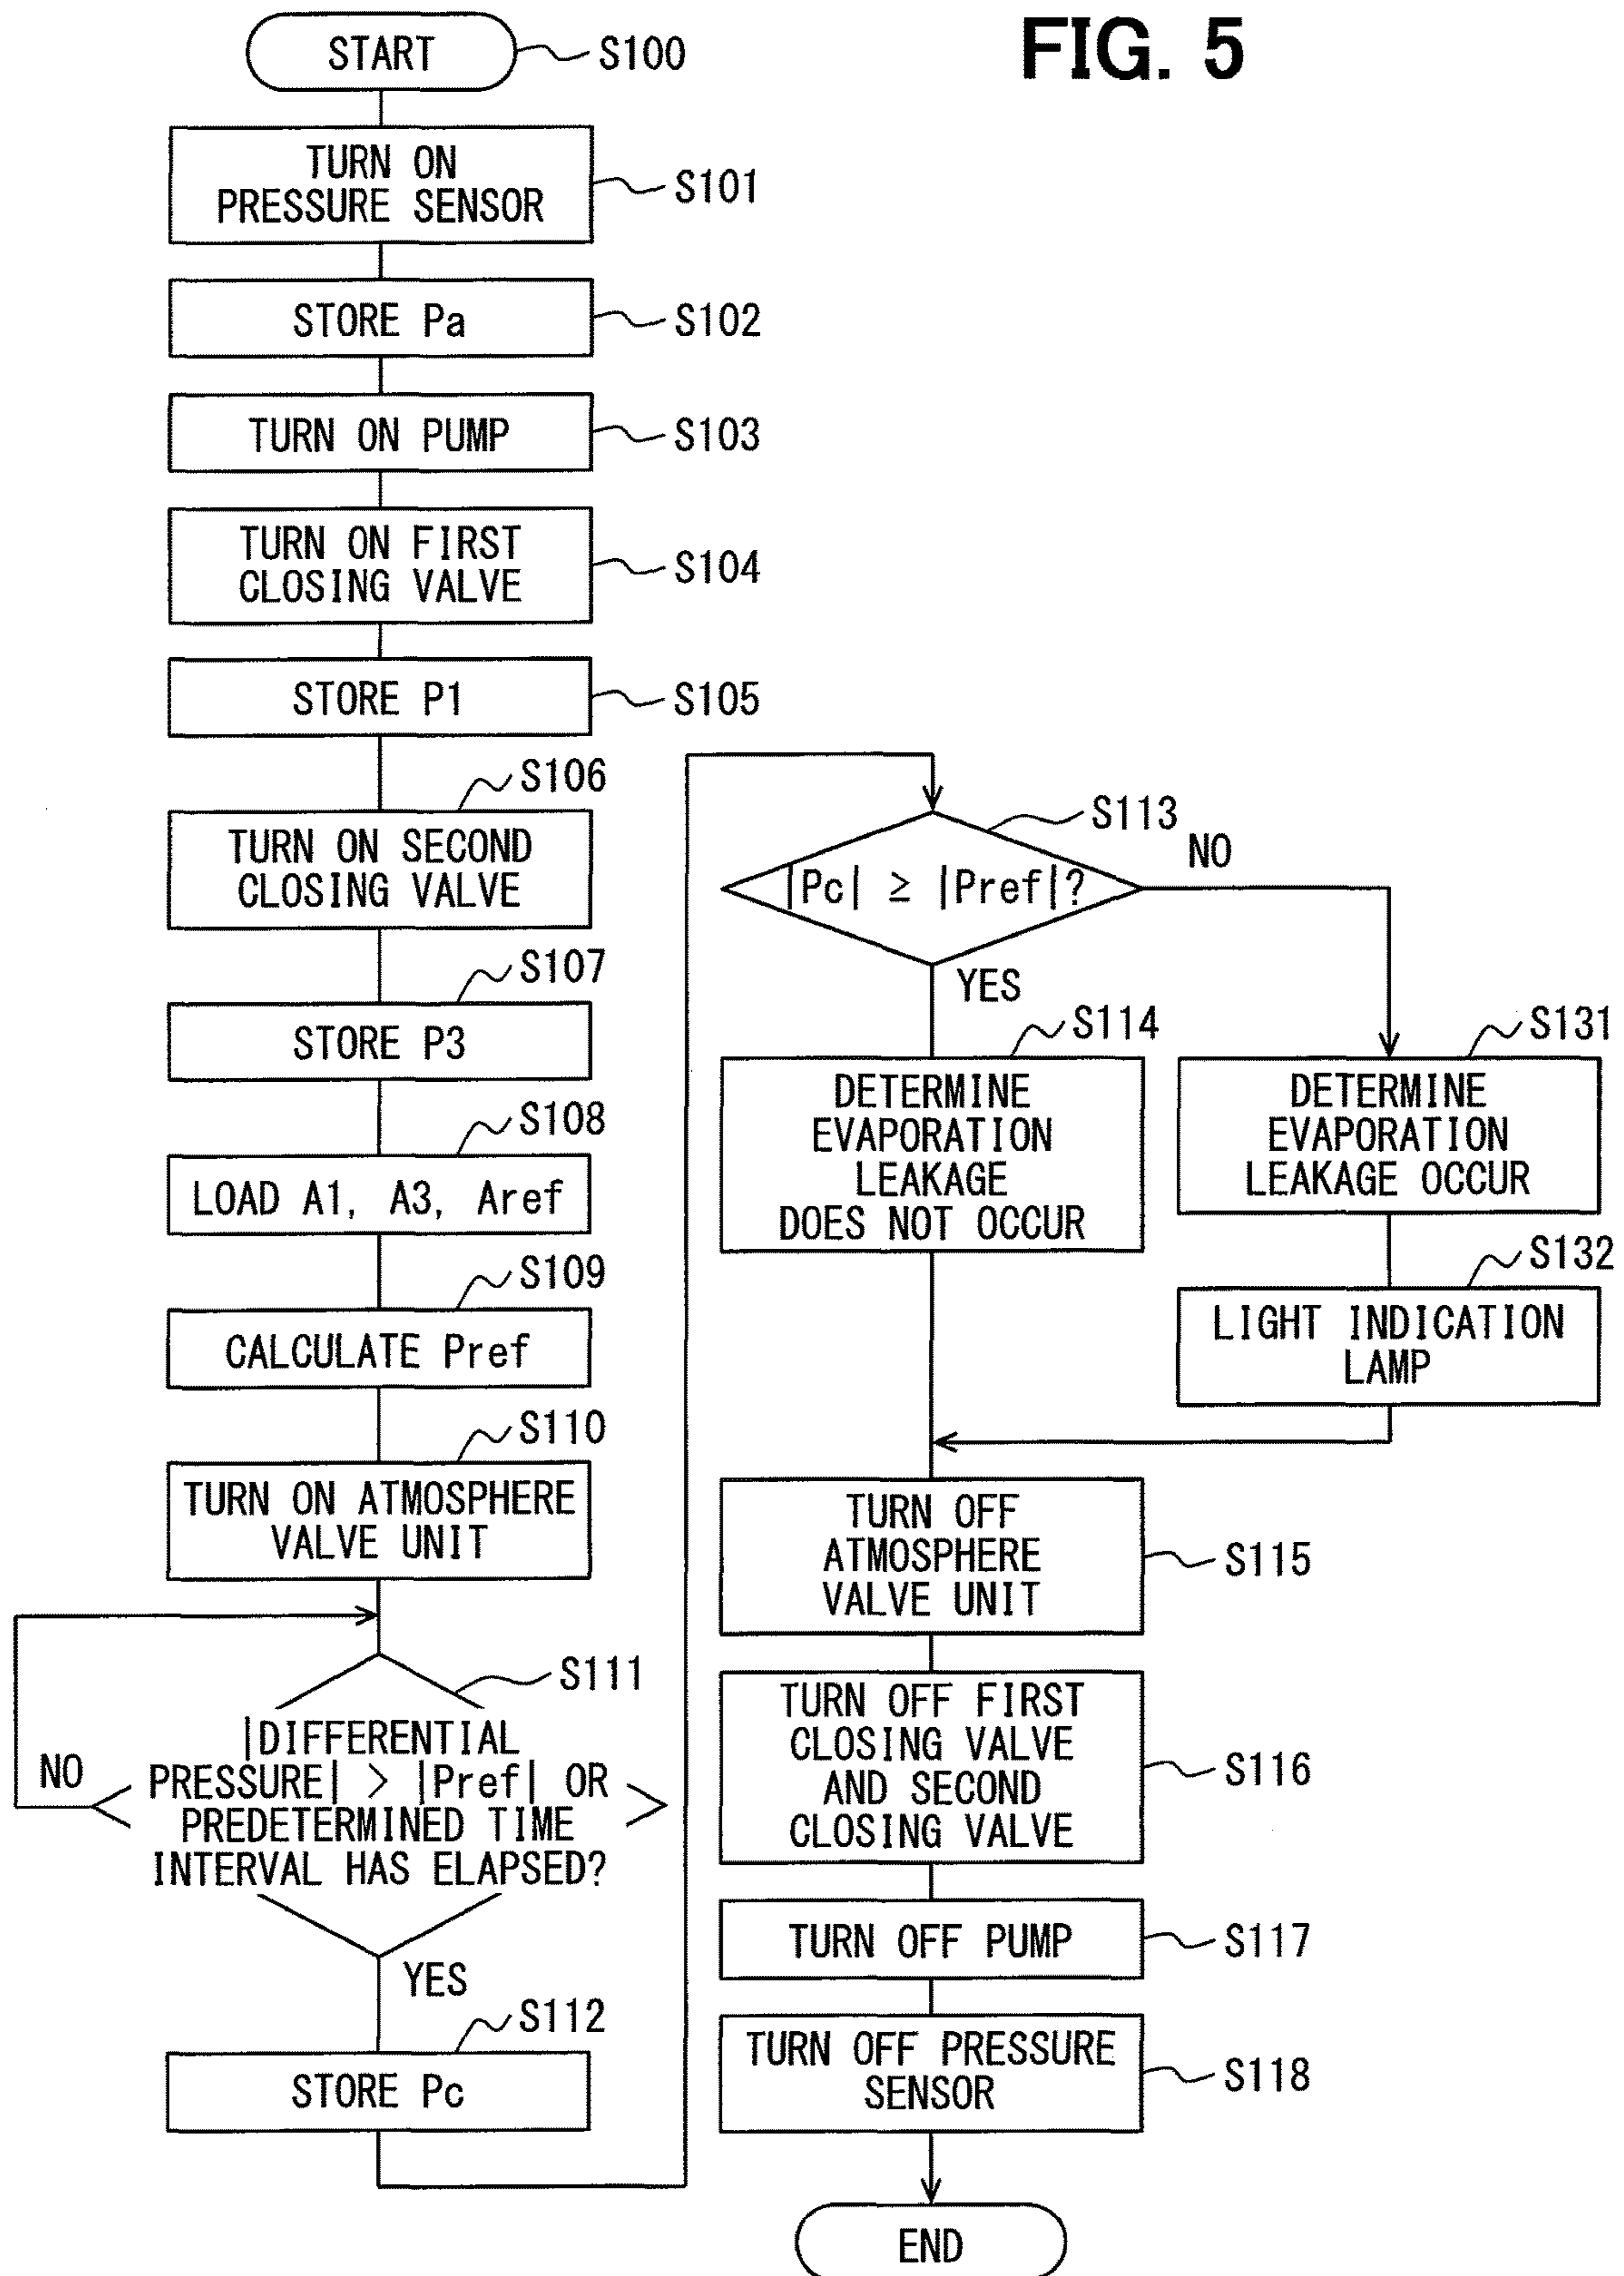 FIG. 5
START
S100
TURN ON
PRESSURE SENSOR
S101
STORE Pa
S102
TURN ON PUMP
S103
TURN ON FIRST
CLOSING VALVE
S104
STORE P1
S105
S106
TURN ON SECOND
CLOSING VALVE
S107
STORE P3
S108
LOAD A1, A3, Aref
S109
CALCULATE Pref
S110
TURN ON ATMOSPHERE
VALVE UNIT
S111
|DIFFERENTIAL
PRESSURE| > |Pref| OR
PREDETERMINED TIME
INTERVAL HAS ELAPSED?
NO
YES
S112
STORE Pc
S113
|Pc| ≥ |Pref|?
NO
YES
S114
DETERMINE
EVAPORATION
LEAKAGE
DOES NOT OCCUR
S131
DETERMINE
EVAPORATION
LEAKAGE OCCUR
S132
LIGHT INDICATION
LAMP
TURN OFF
ATMOSPHERE
VALVE UNIT
S115
TURN OFF FIRST
CLOSING VALVE
AND SECOND
CLOSING VALVE
S116
TURN OFF PUMP
S117
TURN OFF PRESSURE
SENSOR
S118
END